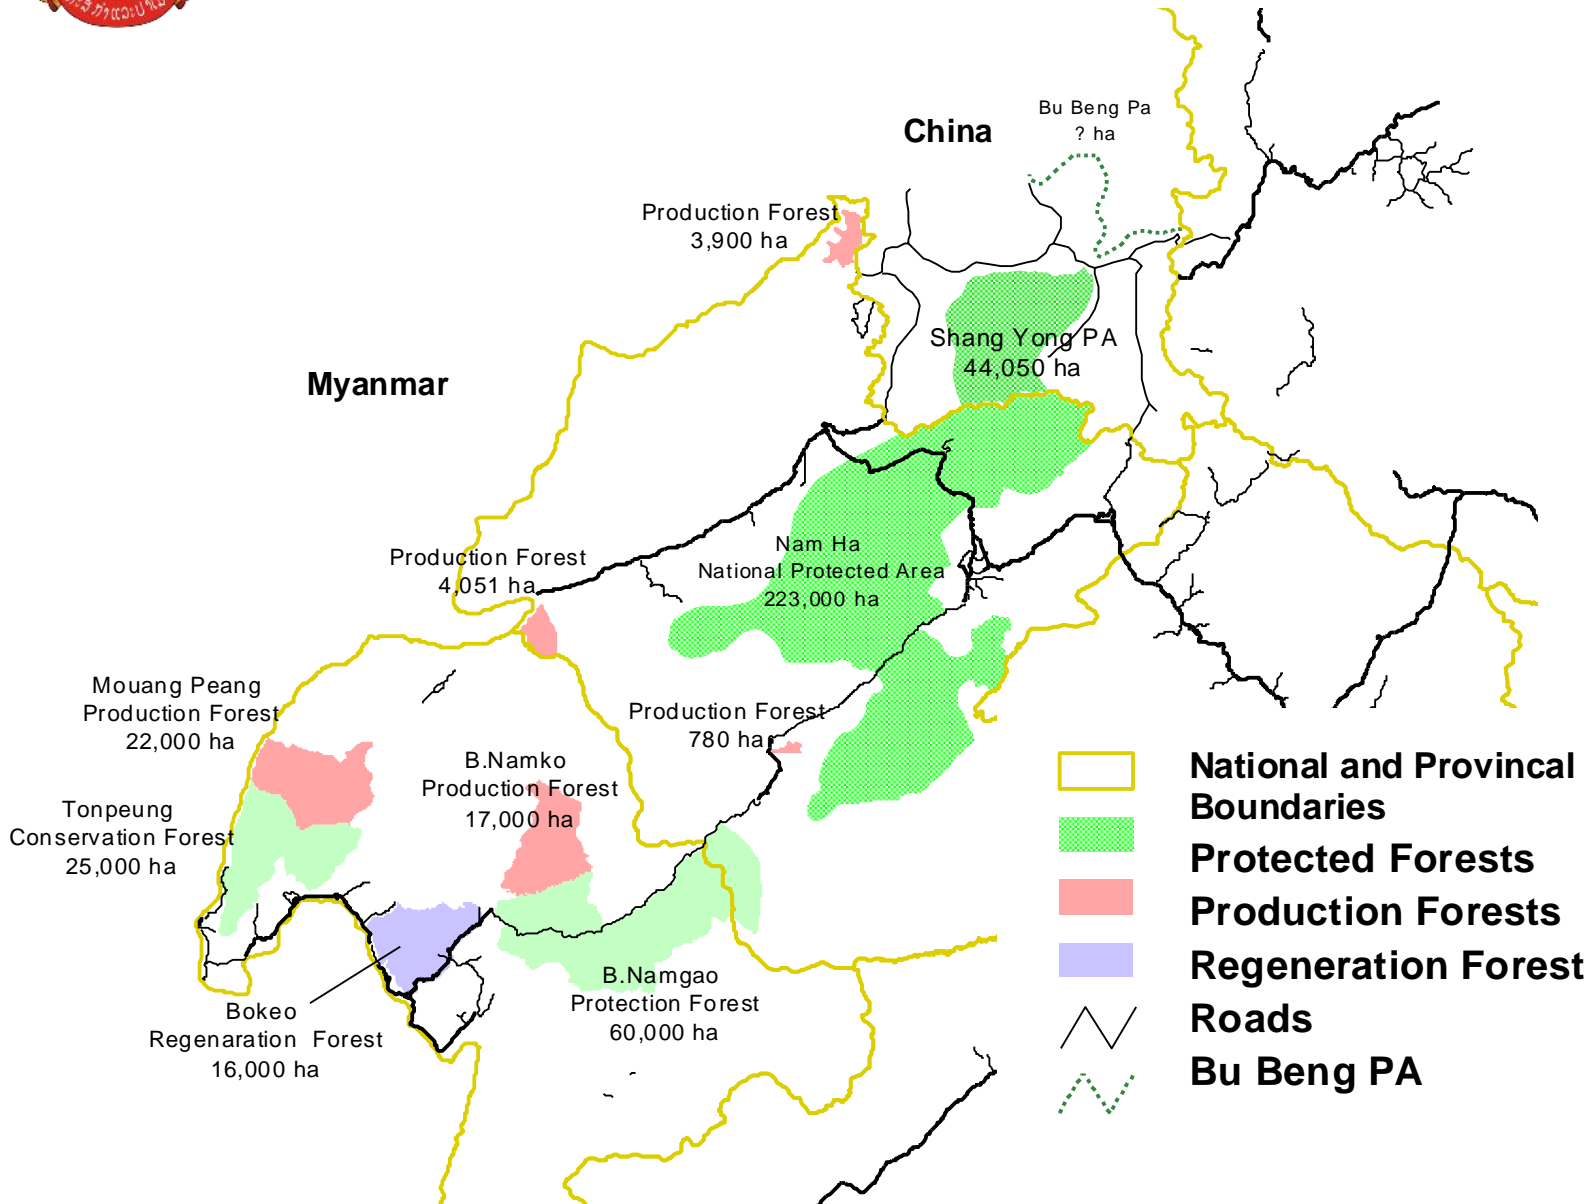 China
Bu Beng Pa
? ha
Production Forest
3,900 ha
Shang Yong PA
44,050 ha
Myanmar
Nam Ha
National Protected Area
223,000 ha
Production Forest
4,051 ha
Mouang Peang
Production Forest
22,000 ha
Production Forest
780 ha
B.Namko
Production Forest
17,000 ha
Tonpeung
Conservation Forest
25,000 ha
B.Namgao
Protection Forest
60,000 ha
Bokeo
Regenaration Forest
16,000 ha
National and Provincal
Boundaries
Protected Forests
Production Forests
Regeneration Forest
Roads
Bu Beng PA